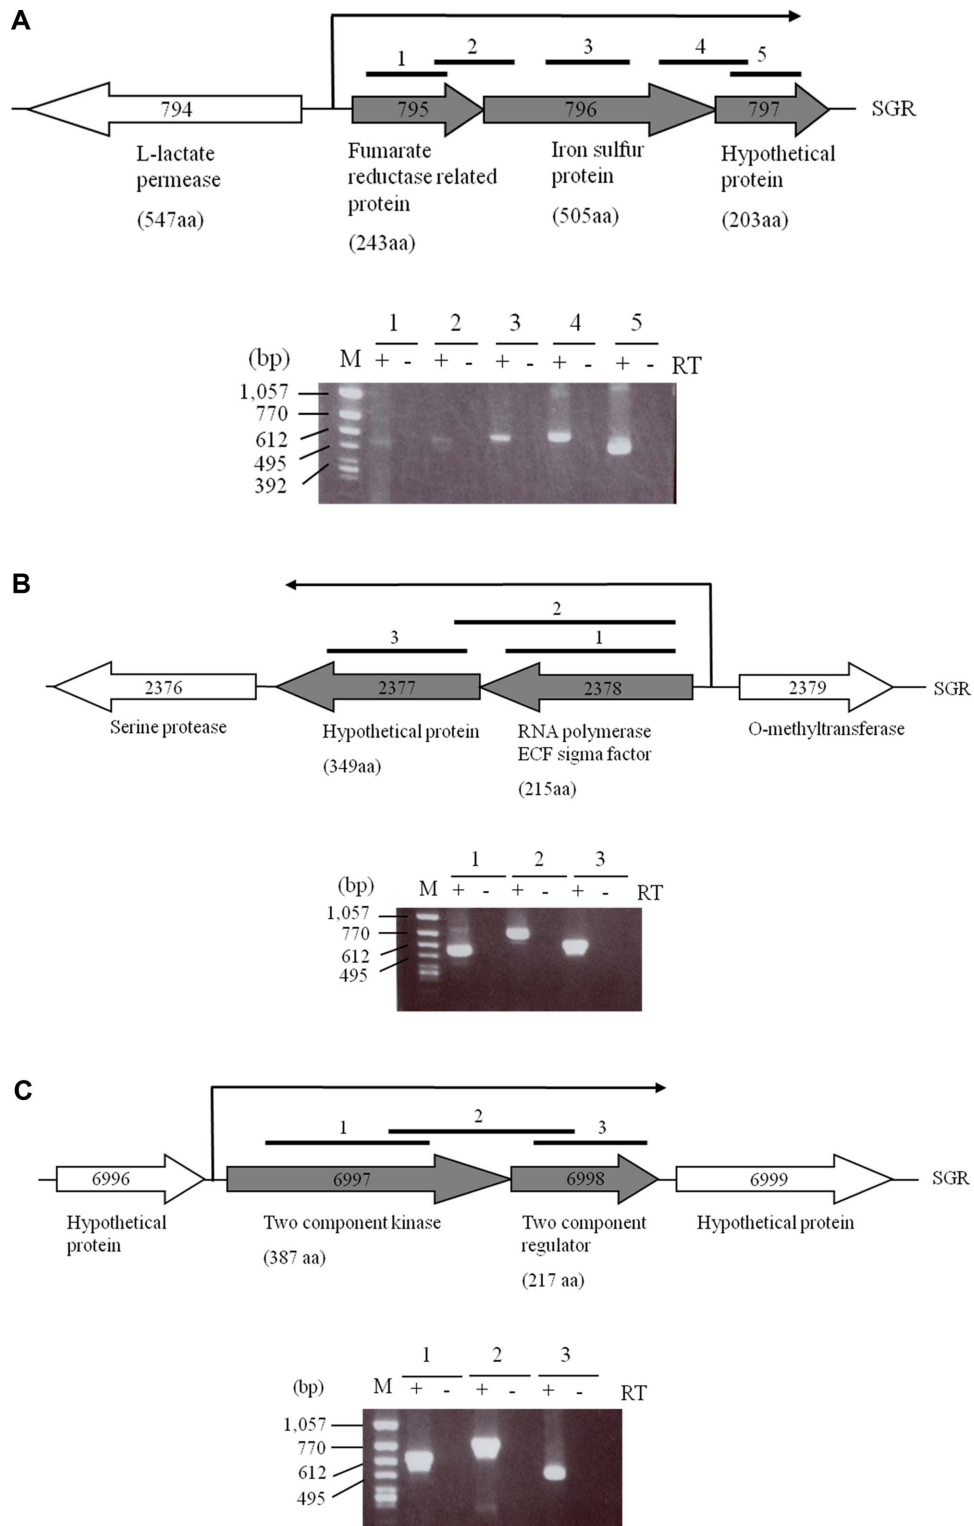 A
1 2 3 4 5
794 795 796 797 SGR
L-lactate
permease
(547aa)
Fumarate
reductase related
protein
(243aa)
Iron sulfur
protein
(505aa)
Hypothetical
protein
(203aa)
1 2 3 4 5
(bp) M + - + - + - + - + - RT
1,057
770
612
495
392
B
2
3 1
2376 2377 2378 2379 SGR
Serine protease
Hypothetical protein
(349aa)
RNA polymerase
ECF sigma factor
(215aa)
O-methyltransferase
1 2 3
(bp) M + - + - + - RT
1,057
770
612
495
C
1 2 3
6996 6997 6998 6999 SGR
Hypothetical
protein
Two component kinase
(387 aa)
Two component
regulator
(217 aa)
Hypothetical protein
1 2 3
(bp) M + - + - + - RT
1,057
770
612
495